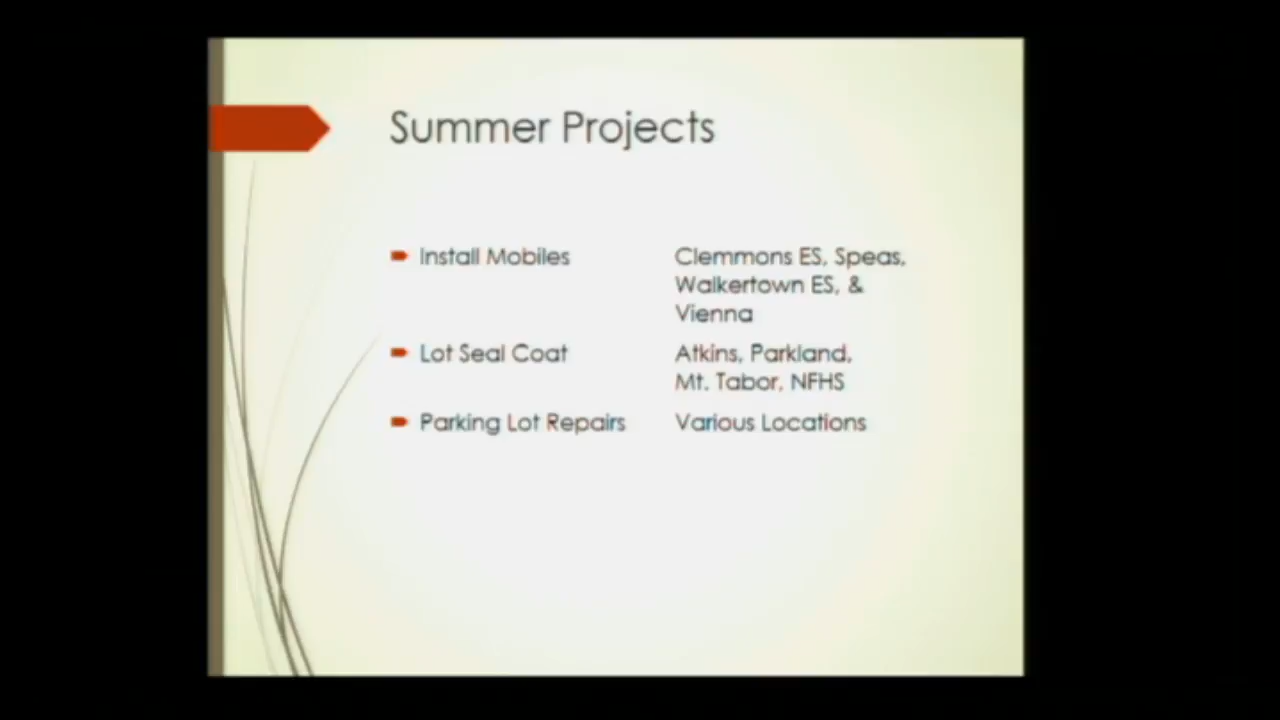 Summer Projects
Install Mobiles
Clemmons ES, Speas,
Walkertown ES, &
Vienna
Lot Seal Coat
Atkins, Parkland,
Mt. Tabor, NFHS
Parking Lot Repairs
Various Locations